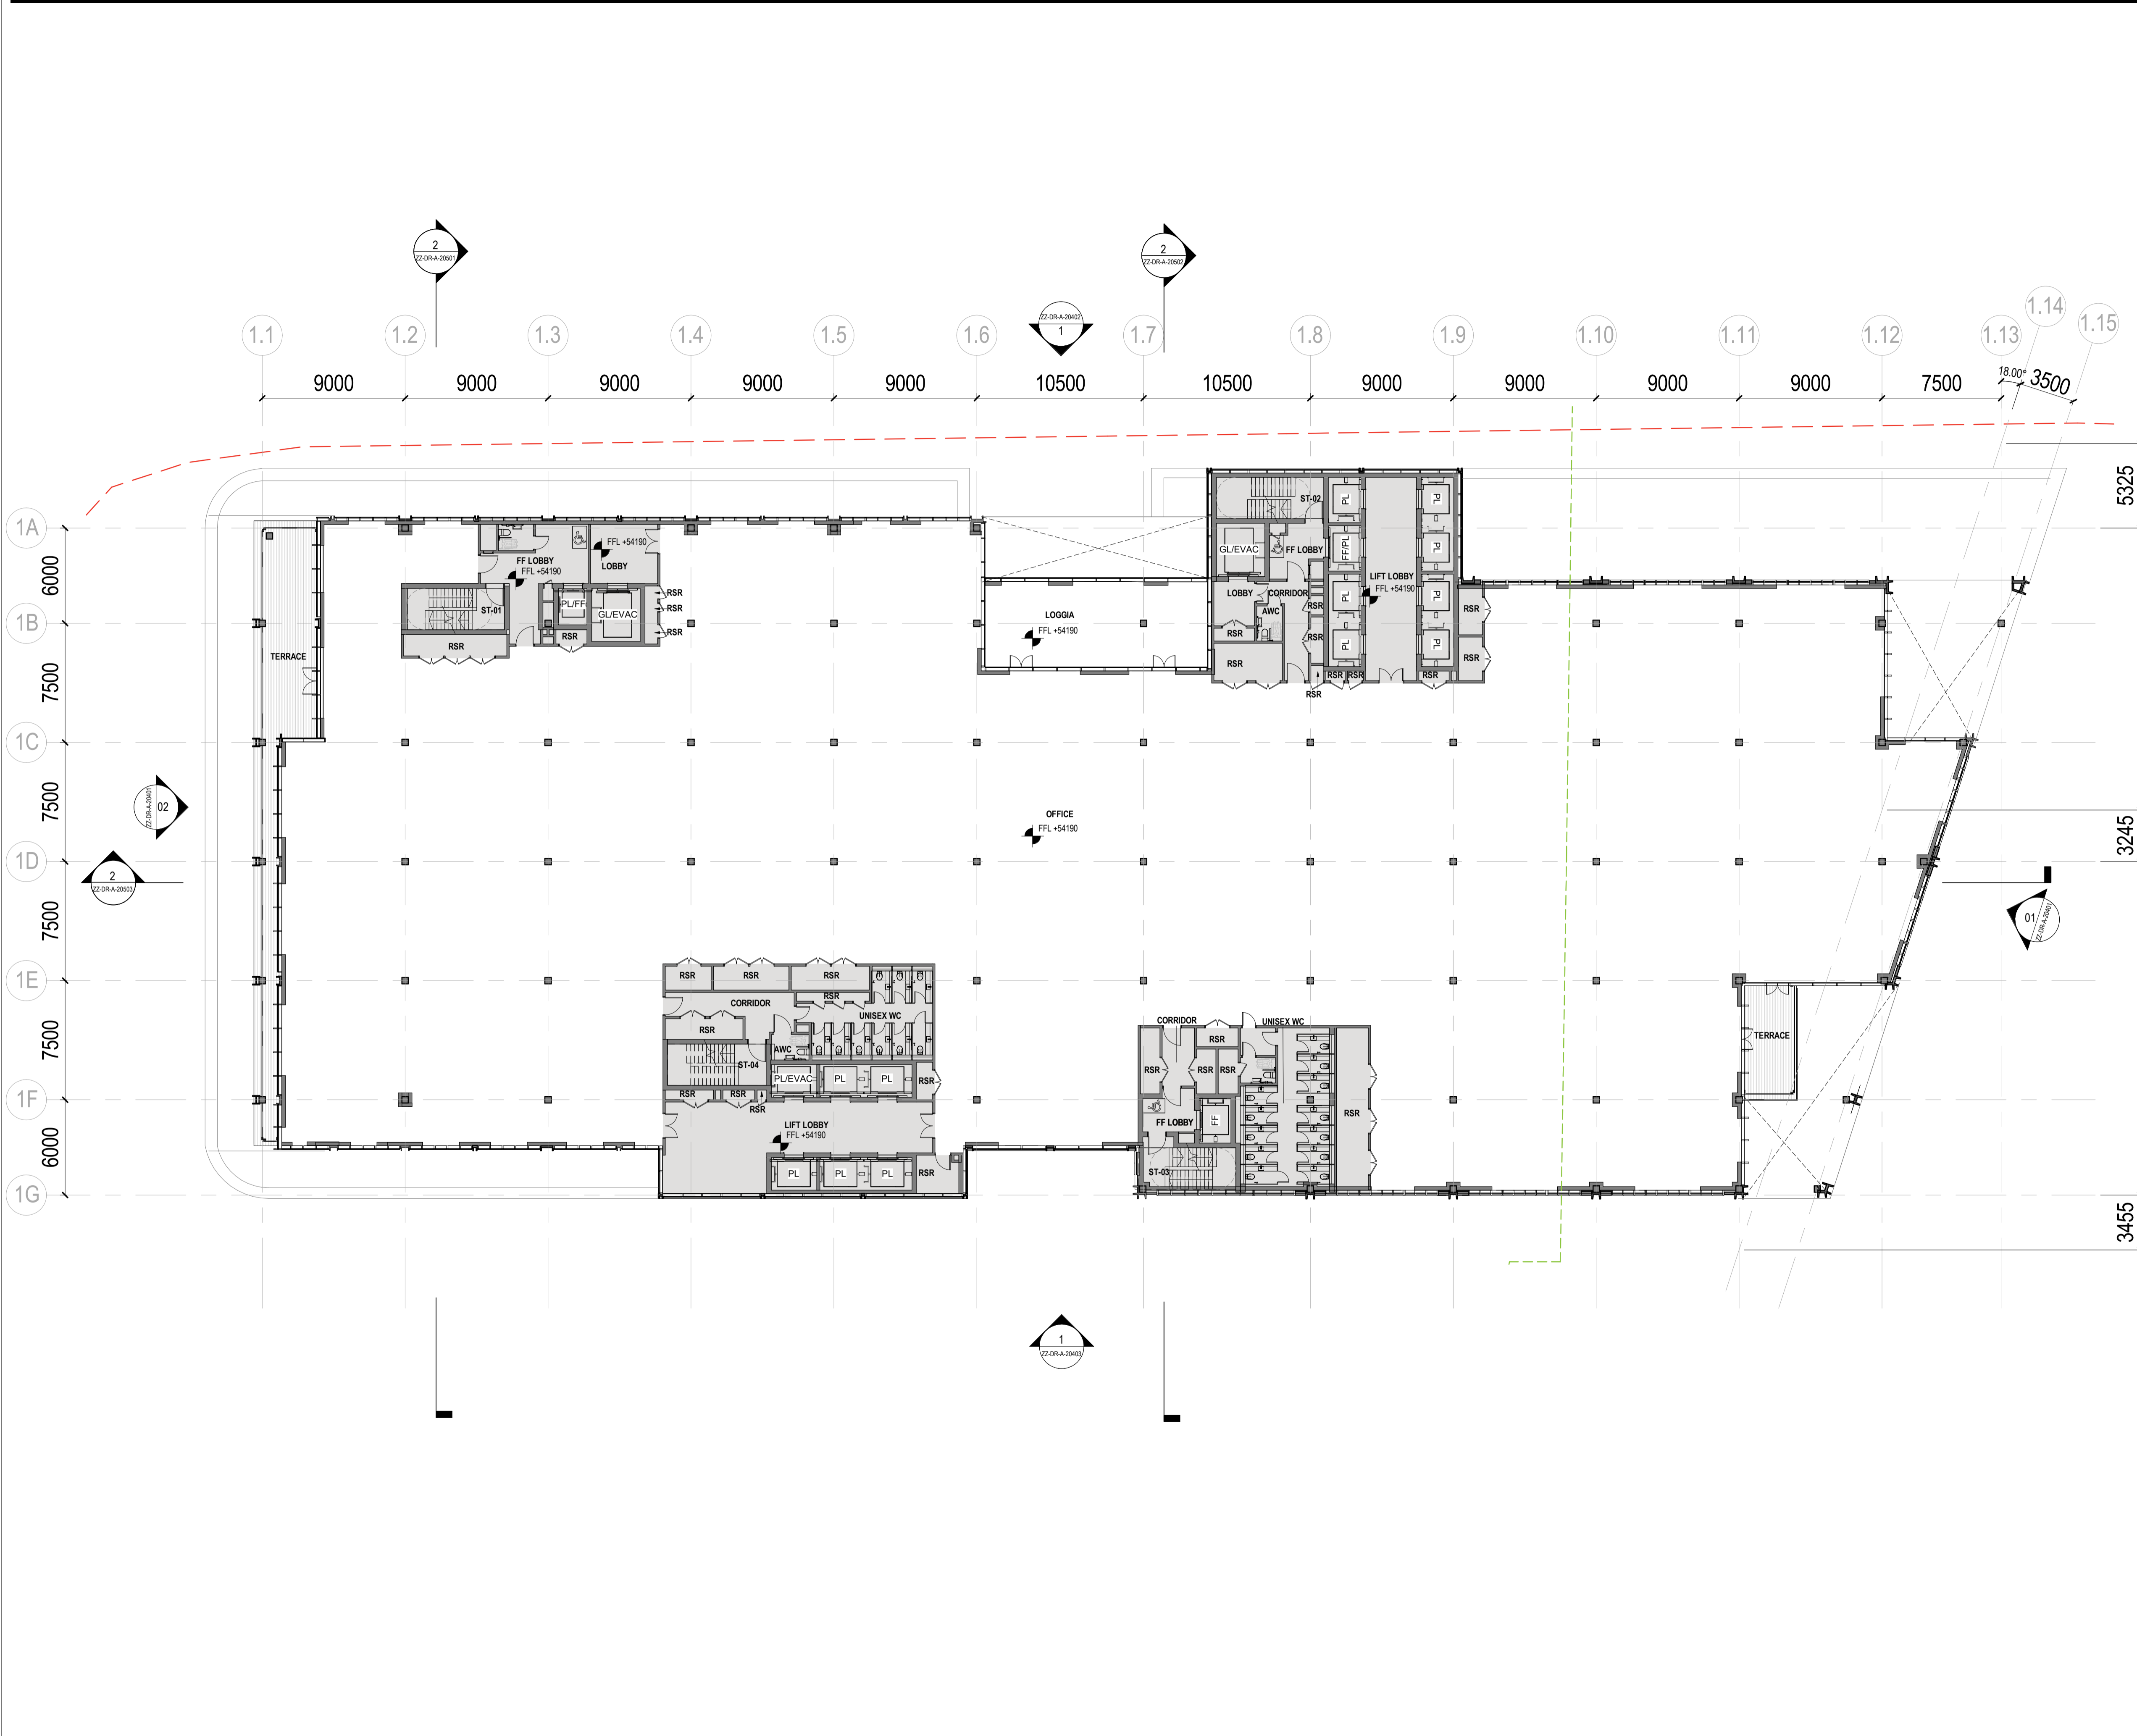 2
ZZ-DR-A-20501
2
ZZ-DR-A-20502
ZZ-DR-A-20402
1
1.1
1.2
1.3
1.4
1.5
1.6
1.7
1.8
1.9
1.10
1.11
1.12
1.13
1.14
1.15
9000
9000
9000
9000
9000
10500
10500
9000
9000
9000
9000
7500
18.00°
3500
5325
3245
3455
1A
6000
1B
7500
1C
7500
1D
7500
1E
7500
1F
6000
1G
ZZ-DR-A-20401
02
2
ZZ-DR-A-20503
01
ZZ-DR-A-20401
TERRACE
FF LOBBY
FFL +54190
FFL +54190
LOBBY
ST-01
PL/FF
GL/EVAC
RSR
RSR
RSR
RSR
RSR
LOGGIA
FFL +54190
ST-02
GL/EVAC
FF LOBBY
LOBBY
CORRIDOR
AWC
RSR
RSR
RSR
RSR
RSR
RSR
RSR
PL
FF/PL
PL
PL
LIFT LOBBY
FFL +54190
PL
PL
PL
PL
RSR
RSR
RSR
OFFICE
FFL +54190
RSR
RSR
RSR
CORRIDOR
RSR
UNISEX WC
RSR
AWC
ST-04
PL/EVAC
PL
PL
RSR
RSR
RSR
RSR
LIFT LOBBY
FFL +54190
PL
PL
PL
RSR
CORRIDOR
UNISEX WC
RSR
RSR
RSR
RSR
FF LOBBY
FF
RSR
ST-03
TERRACE
1
ZZ-DR-A-20403